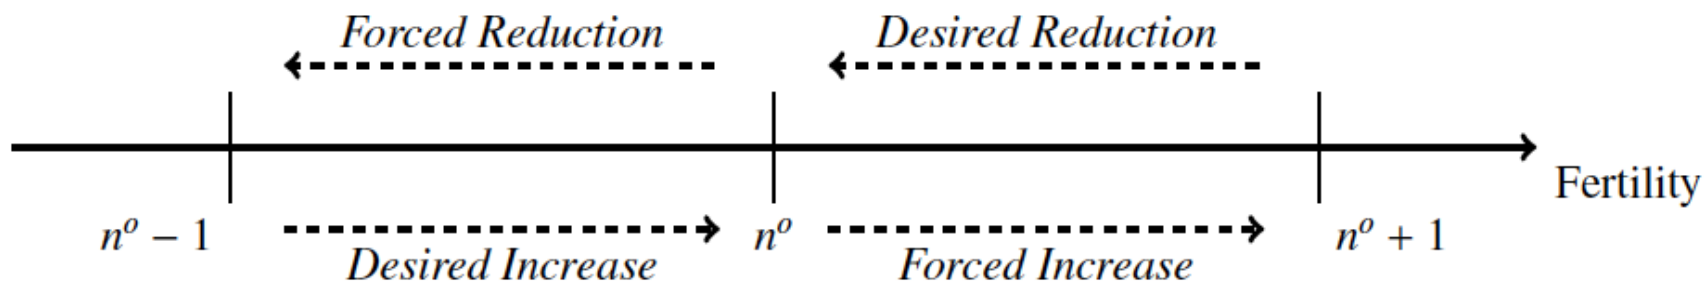 Forced Reduction
Desired Reduction
Fertility
nᵒ − 1
nᵒ
nᵒ + 1
Desired Increase
Forced Increase